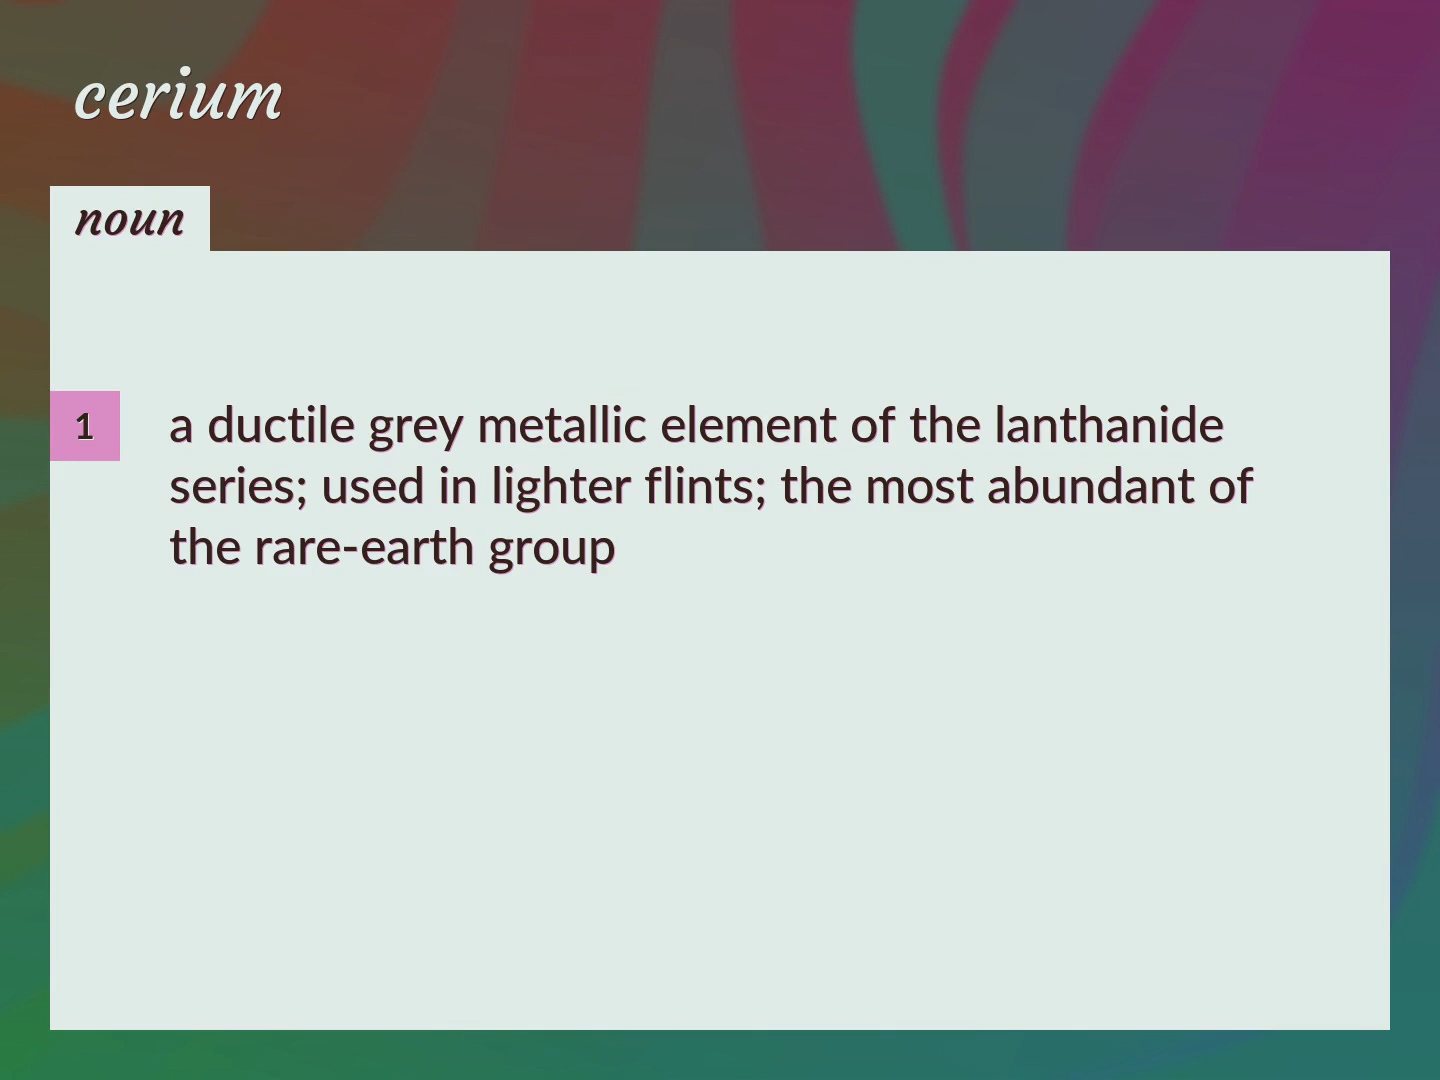 cerium
noun
1
a ductile grey metallic element of the lanthanide
series; used in lighter flints; the most abundant of
the rare-earth group